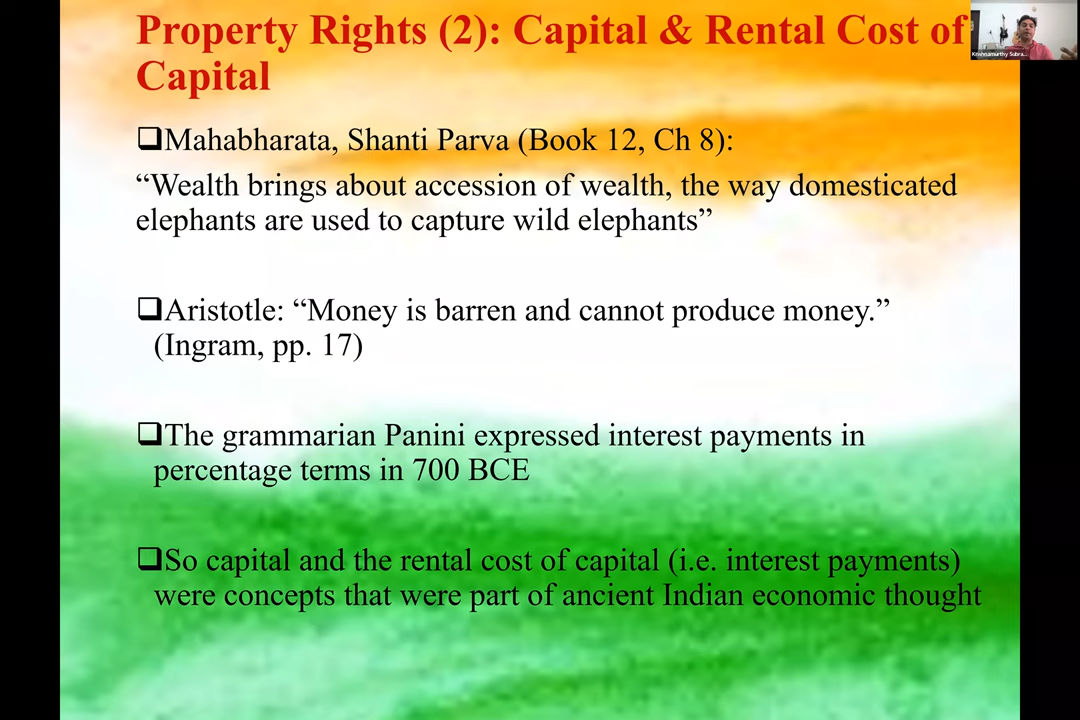 Property Rights (2): Capital & Rental Cost of
Capital
❑Mahabharata, Shanti Parva (Book 12, Ch 8):
“Wealth brings about accession of wealth, the way domesticated
elephants are used to capture wild elephants”
❑Aristotle: “Money is barren and cannot produce money.”
(Ingram, pp. 17)
❑The grammarian Panini expressed interest payments in
percentage terms in 700 BCE
❑So capital and the rental cost of capital (i.e. interest payments)
were concepts that were part of ancient Indian economic thought
Krishnamurthy Subra...